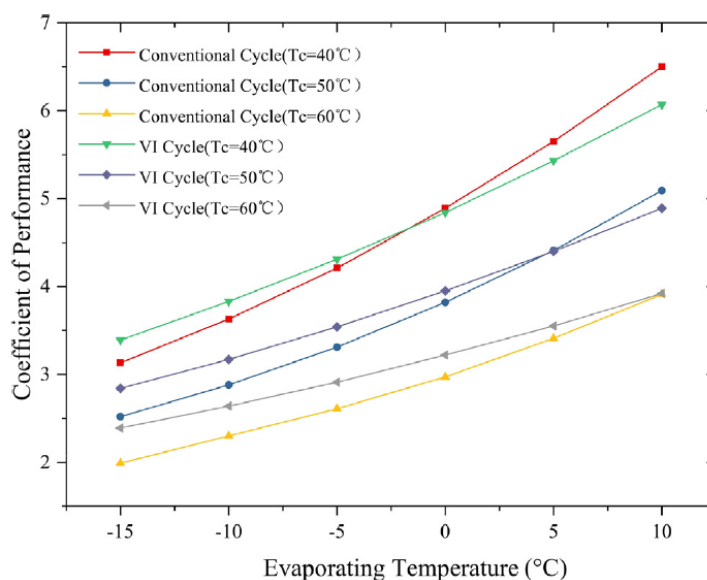 7
6
5
4
3
2
Coefficient of Performance
Conventional Cycle(Tc=40℃）
Conventional Cycle(Tc=50℃）
Conventional Cycle(Tc=60℃）
VI Cycle(Tc=40℃）
VI Cycle(Tc=50℃）
VI Cycle(Tc=60℃）
-15 -10 -5 0 5 10
Evaporating Temperature (°C)